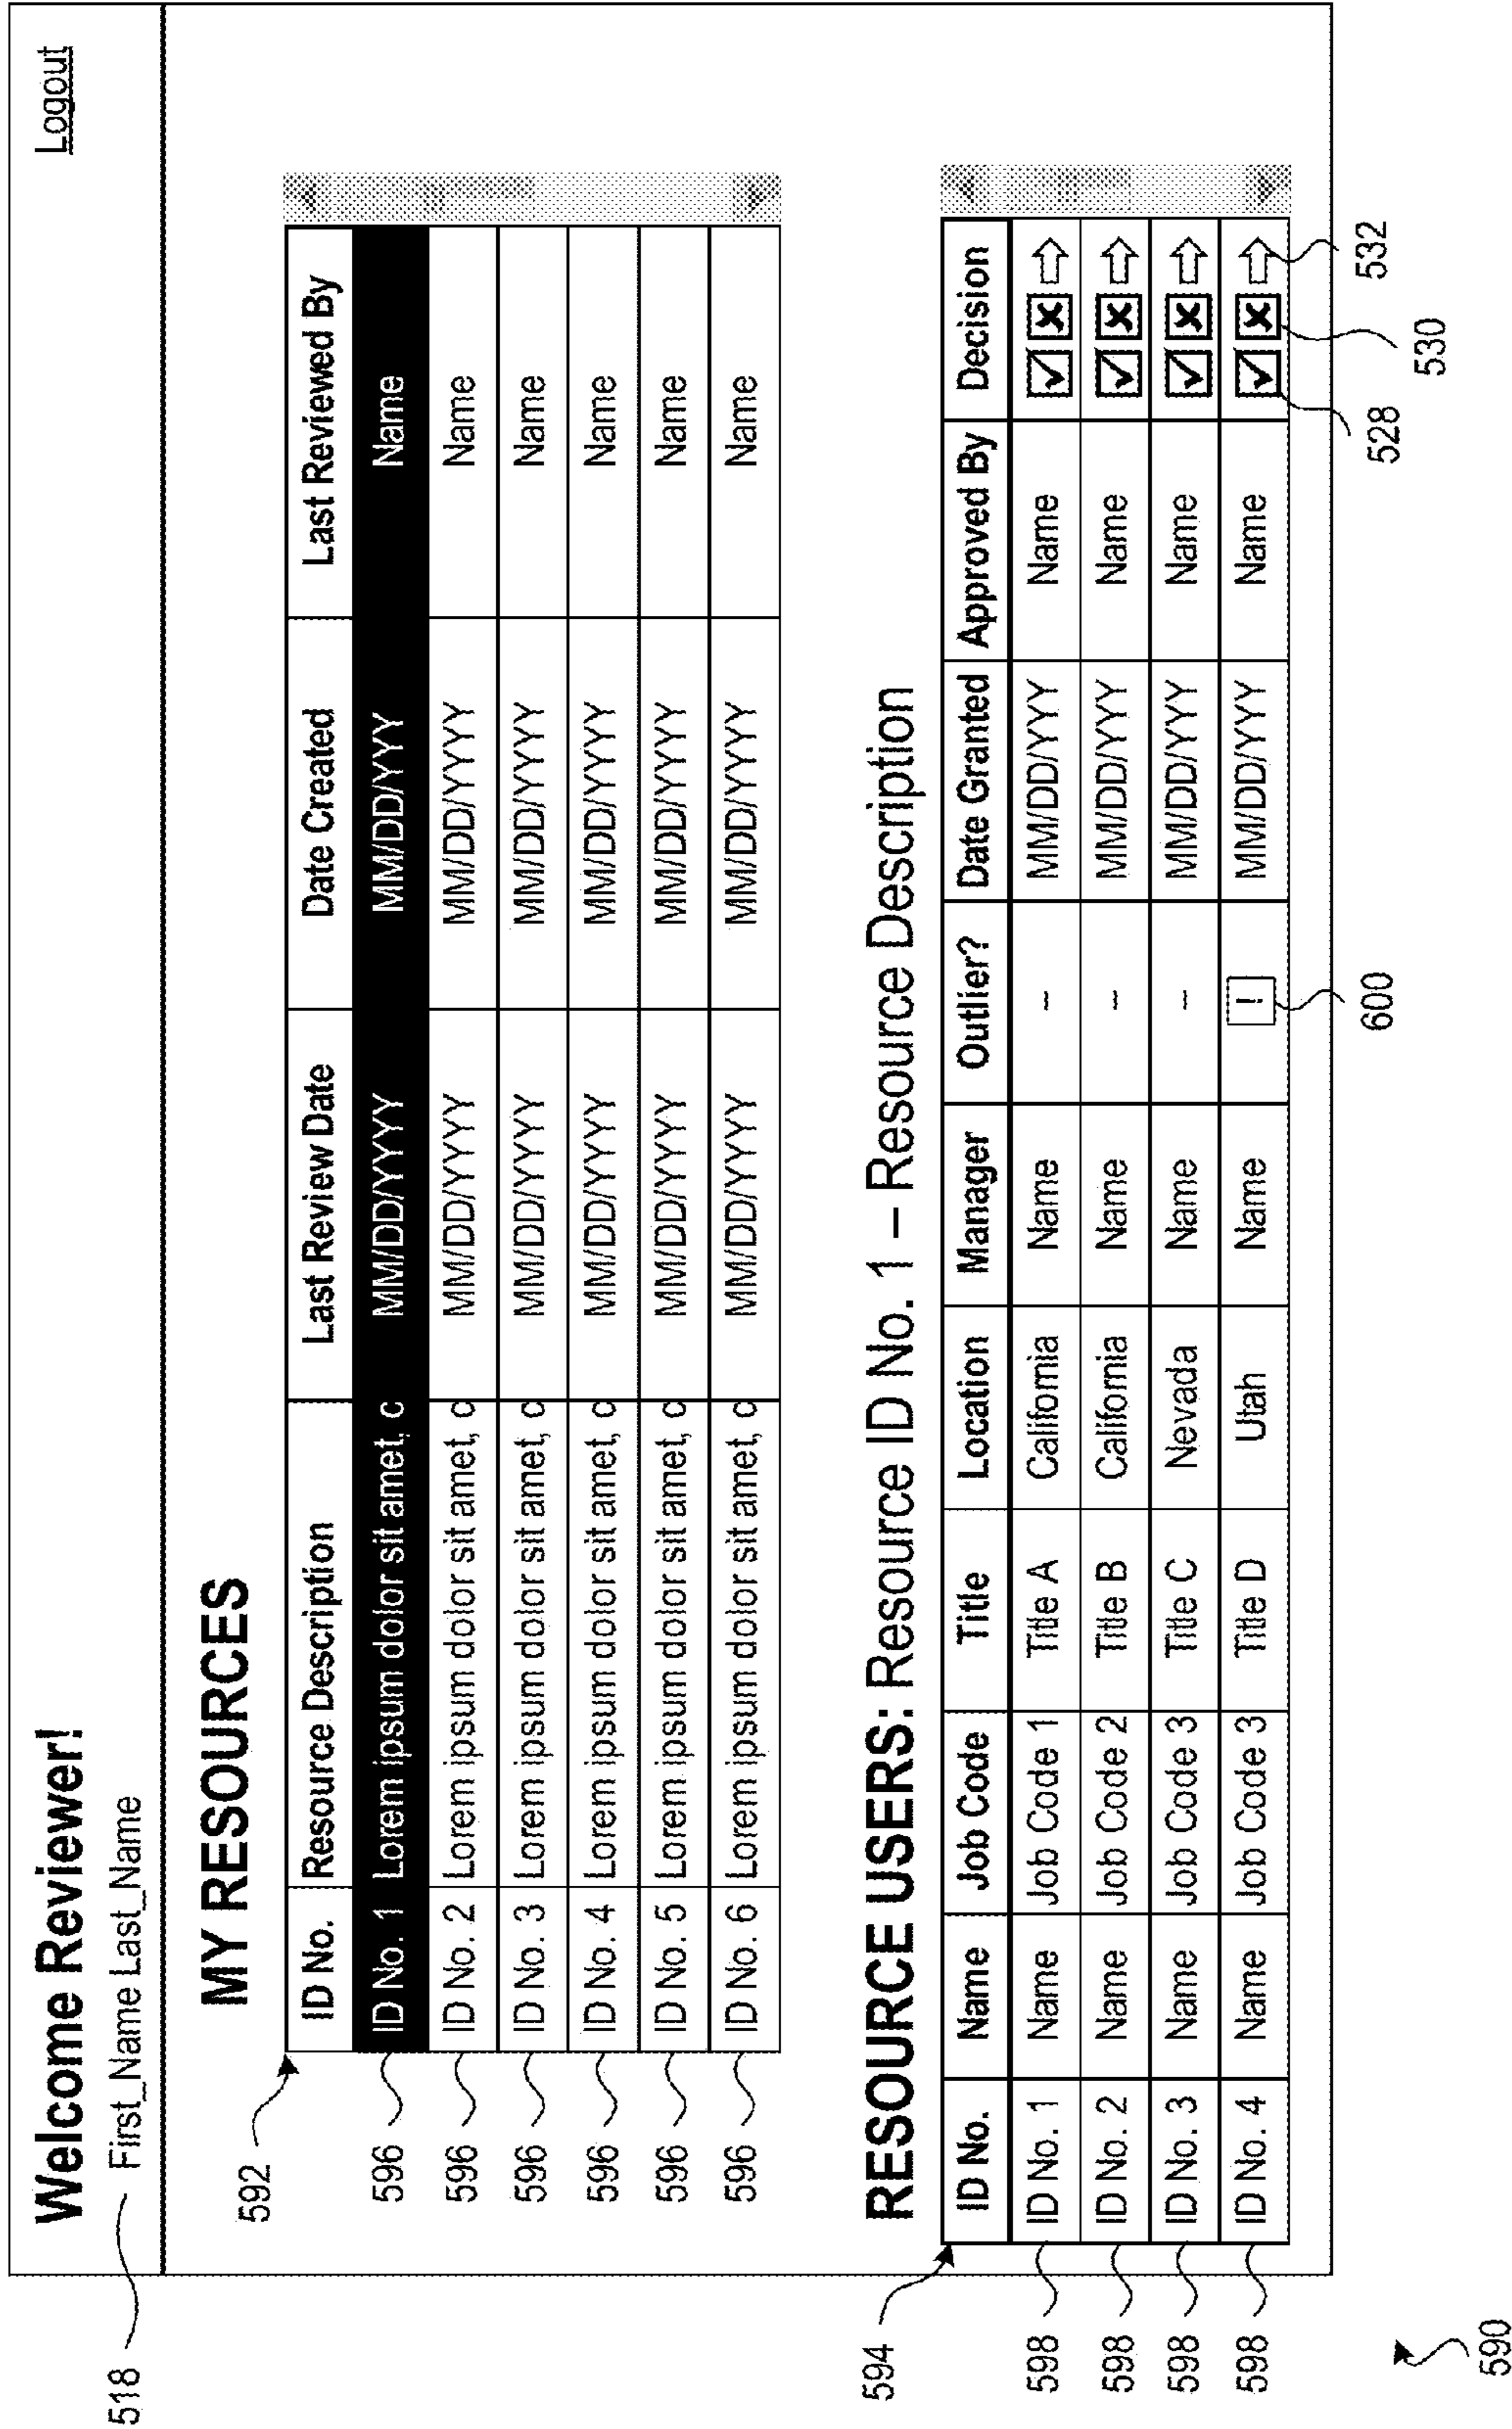 Welcome Reviewer!
Logout
518
First_Name Last_Name
MY RESOURCES
592
ID No. Resource Description Last Review Date Date Created Last Reviewed By
596 ID No. 1 Lorem ipsum dolor sit amet, c MM/DD/YYYY MM/DD/YYY Name
596 ID No. 2 Lorem ipsum dolor sit amet, c MM/DD/YYYY MM/DD/YYYY Name
596 ID No. 3 Lorem ipsum dolor sit amet, c MM/DD/YYYY MM/DD/YYYY Name
596 ID No. 4 Lorem ipsum dolor sit amet, c MM/DD/YYYY MM/DD/YYYY Name
596 ID No. 5 Lorem ipsum dolor sit amet, c MM/DD/YYYY MM/DD/YYYY Name
596 ID No. 6 Lorem ipsum dolor sit amet, c MM/DD/YYYY MM/DD/YYYY Name
594
RESOURCE USERS: Resource ID No. 1 – Resource Description
ID No. Name Job Code Title Location Manager Outlier? Date Granted Approved By Decision
598 ID No. 1 Name Job Code 1 Title A California Name – MM/DD/YYY Name
598 ID No. 2 Name Job Code 2 Title B California Name – MM/DD/YYY Name
598 ID No. 3 Name Job Code 3 Title C Nevada Name – MM/DD/YYY Name
598 ID No. 4 Name Job Code 3 Title D Utah Name ! MM/DD/YYY Name
600 528 530 532
590